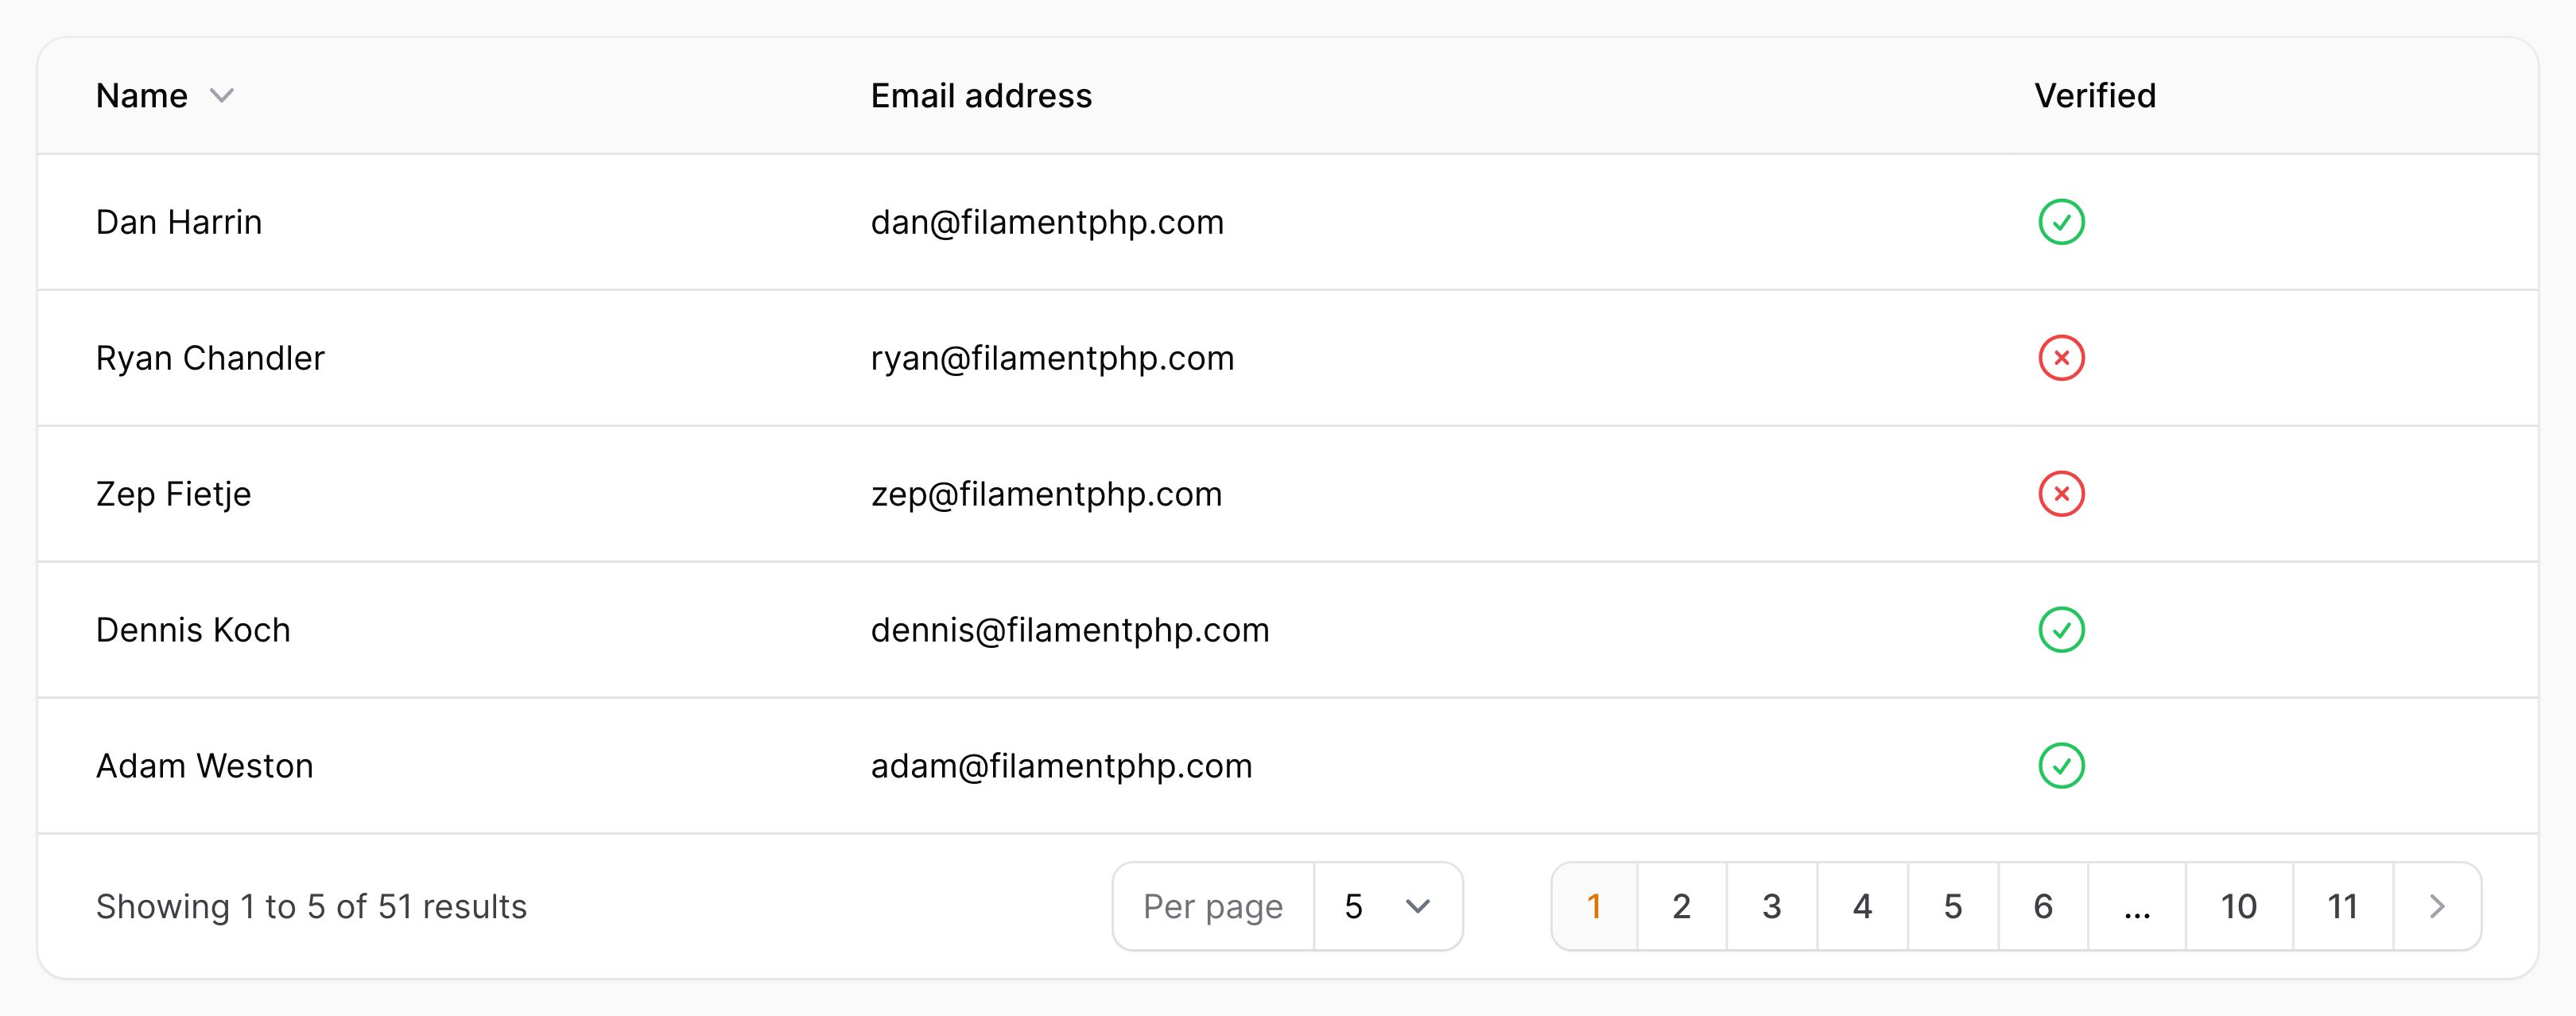 Name Email address Verified
Dan Harrin dan@filamentphp.com
Ryan Chandler ryan@filamentphp.com
Zep Fietje zep@filamentphp.com
Dennis Koch dennis@filamentphp.com
Adam Weston adam@filamentphp.com
Showing 1 to 5 of 51 results Per page 5 1 2 3 4 5 6 ... 10 11